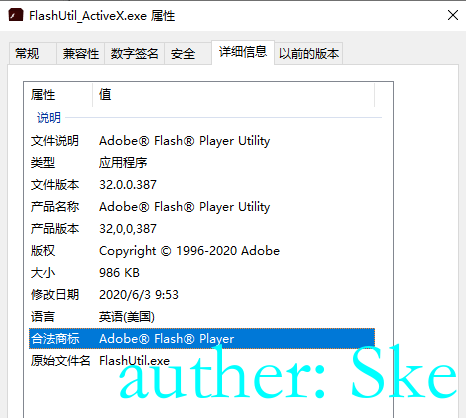 FlashUtil_ActiveX.exe 属性
常规 兼容性 数字签名 安全 详细信息 以前的版本
属性 值
说明
文件说明 Adobe® Flash® Player Utility
类型 应用程序
文件版本 32.0.0.387
产品名称 Adobe® Flash® Player Utility
产品版本 32,0,0,387
版权 Copyright © 1996-2020 Adobe
大小 986 KB
修改日期 2020/6/3 9:53
语言 英语(美国)
合法商标 Adobe® Flash® Player
原始文件名 FlashUtil.exe
auther: Ske